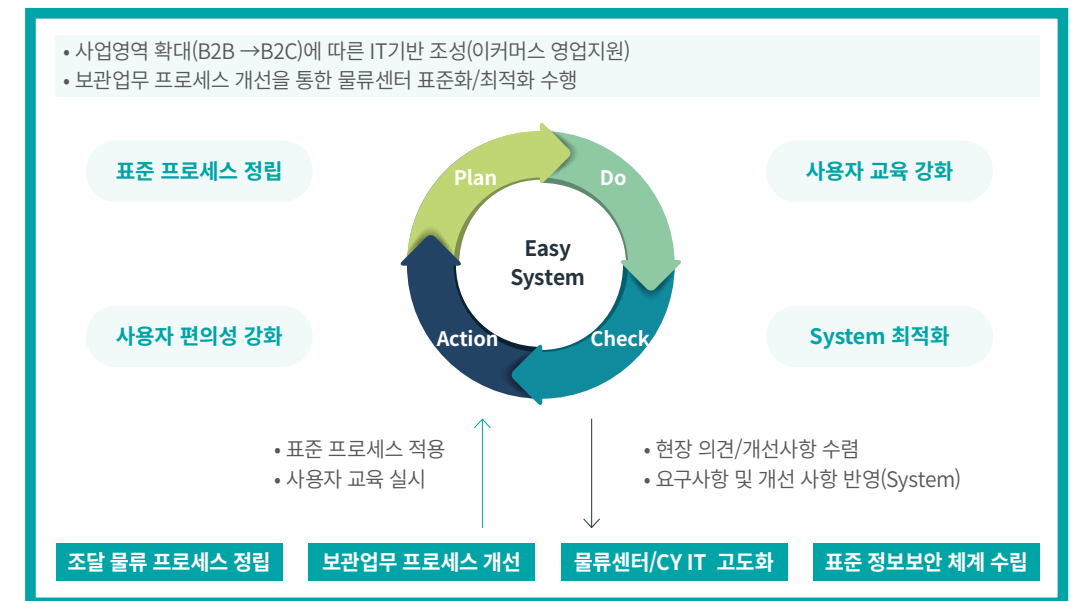 • 사업영역 확대(B2B →B2C)에 따른 IT기반 조성(이커머스 영업지원)
• 보관업무 프로세스 개선을 통한 물류센터 표준화/최적화 수행
표준 프로세스 정립
Plan
Do
사용자 교육 강화
Easy
System
사용자 편의성 강화
Action
Check
System 최적화
• 표준 프로세스 적용
• 사용자 교육 실시
• 현장 의견/개선사항 수렴
• 요구사항 및 개선 사항 반영(System)
조달 물류 프로세스 정립
보관업무 프로세스 개선
물류센터/CY IT 고도화
표준 정보보안 체계 수립